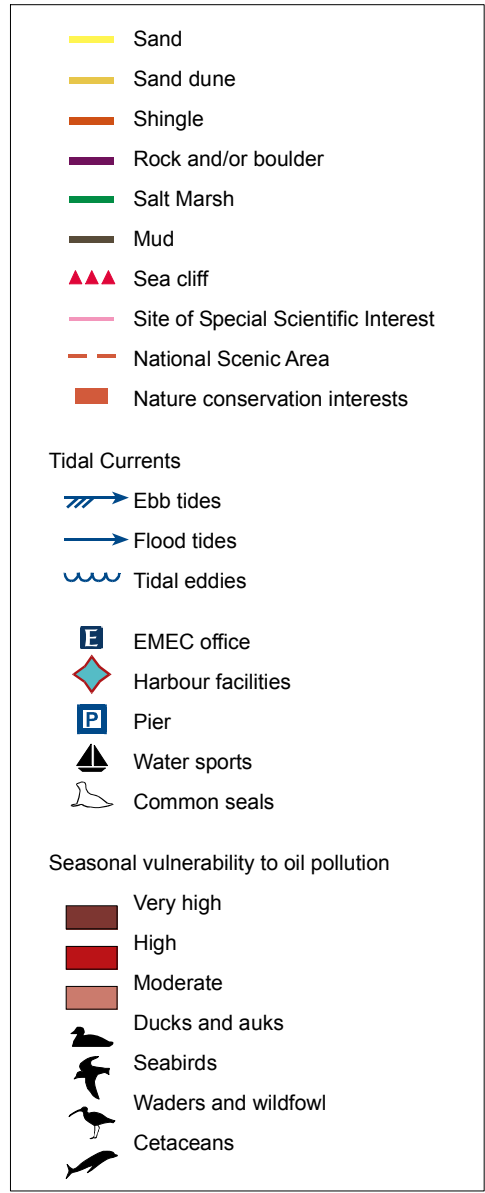 Sand
Sand dune
Shingle
Rock and/or boulder
Salt Marsh
Mud
Sea cliff
Site of Special Scientific Interest
National Scenic Area
Nature conservation interests
Tidal Currents
Ebb tides
Flood tides
Tidal eddies
E EMEC office
Harbour facilities
P Pier
Water sports
Common seals
Seasonal vulnerability to oil pollution
Very high
High
Moderate
Ducks and auks
Seabirds
Waders and wildfowl
Cetaceans